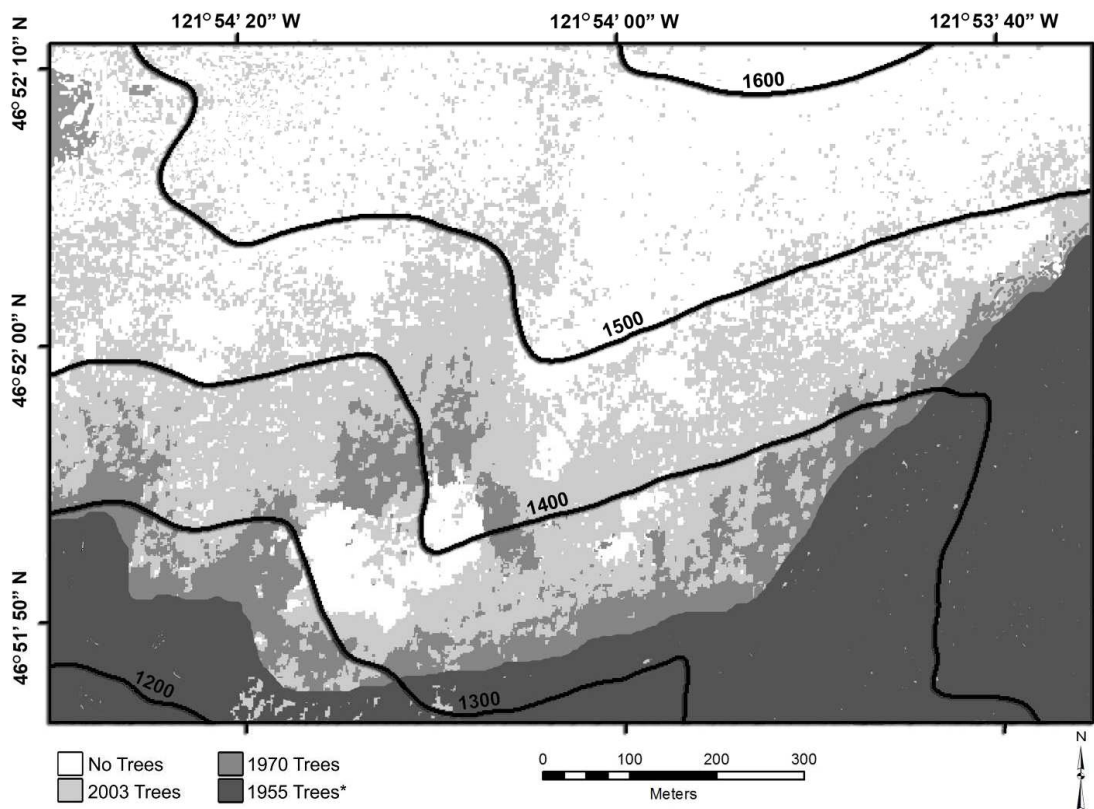 121°54' 20" W 121°54' 00" W 121°53' 40" W
46°52' 10" N
46°52' 00" N
46°51' 50" N
1600
1500
1400
1300
1200
No Trees
2003 Trees
1970 Trees
1955 Trees*
0 100 200 300
Meters
N